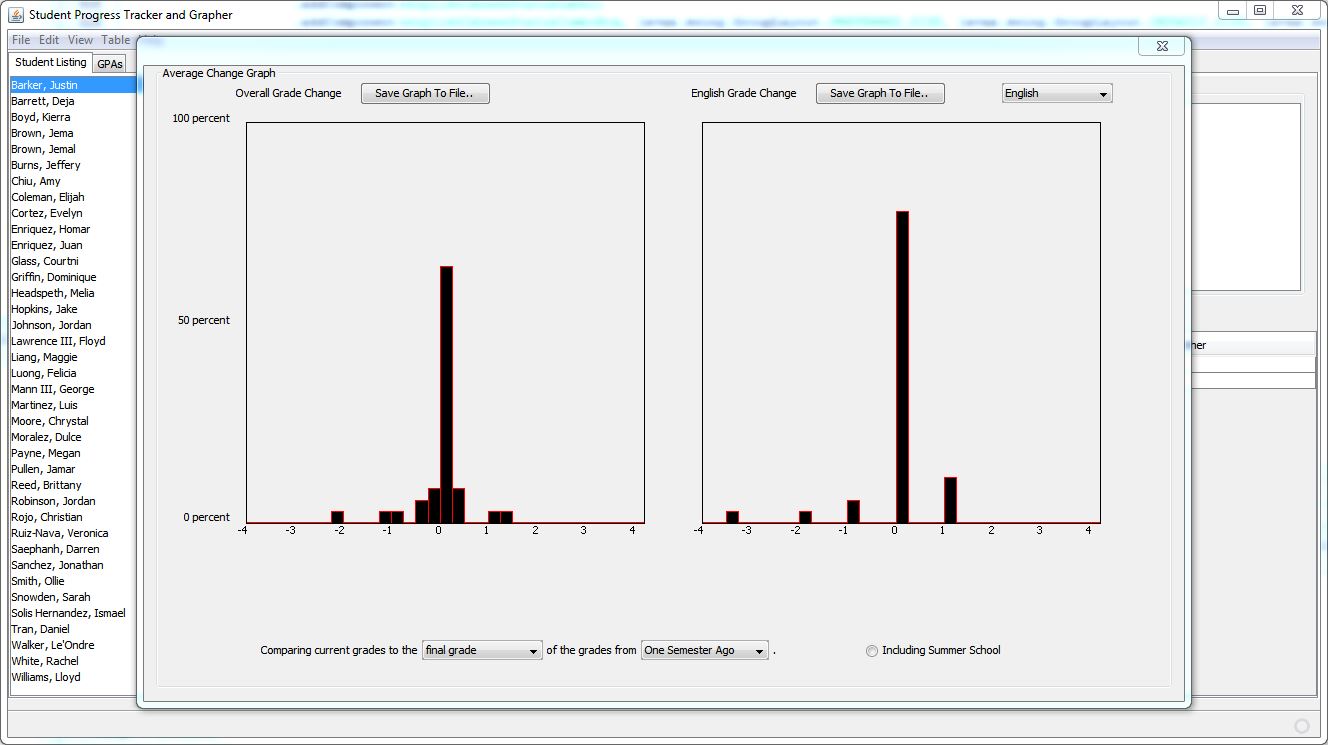 Student Progress Tracker and Grapher
File Edit View Table
Student Listing GPAs
Barker, Justin
Barrett, Deja
Boyd, Kierra
Brown, Jema
Brown, Jemal
Burns, Jeffery
Chiu, Amy
Coleman, Elijah
Cortez, Evelyn
Enriquez, Homar
Enriquez, Juan
Glass, Courtni
Griffin, Dominique
Headspeth, Melia
Hopkins, Jake
Johnson, Jordan
Lawrence III, Floyd
Liang, Maggie
Luong, Felicia
Mann III, George
Martinez, Luis
Moore, Chrystal
Moralez, Dulce
Payne, Megan
Pullen, Jamar
Reed, Brittany
Robinson, Jordan
Rojo, Christian
Ruiz-Nava, Veronica
Saephanh, Darren
Sanchez, Jonathan
Smith, Ollie
Snowden, Sarah
Solis Hernandez, Ismael
Tran, Daniel
Walker, Le'Ondre
White, Rachel
Williams, Lloyd
Average Change Graph
Overall Grade Change Save Graph To File..
100 percent
50 percent
0 percent
-4 -3 -2 -1 0 1 2 3 4
English Grade Change Save Graph To File.. English
-4 -3 -2 -1 0 1 2 3 4
Comparing current grades to the final grade of the grades from One Semester Ago . Including Summer School